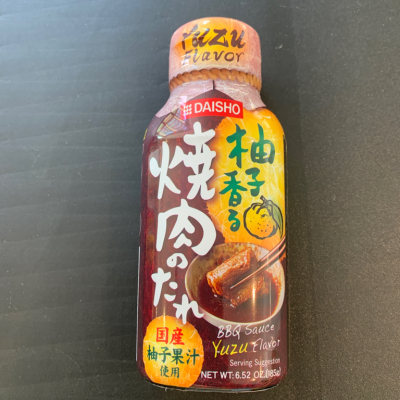 Yuzu
Flavor
DAISHO
柚子香る
焼肉のたれ
BBQ Sauce
Yuzu Flavor
Serving Suggestion
国産
柚子果汁
使用
NET WT: 6.52 OZ (185g)